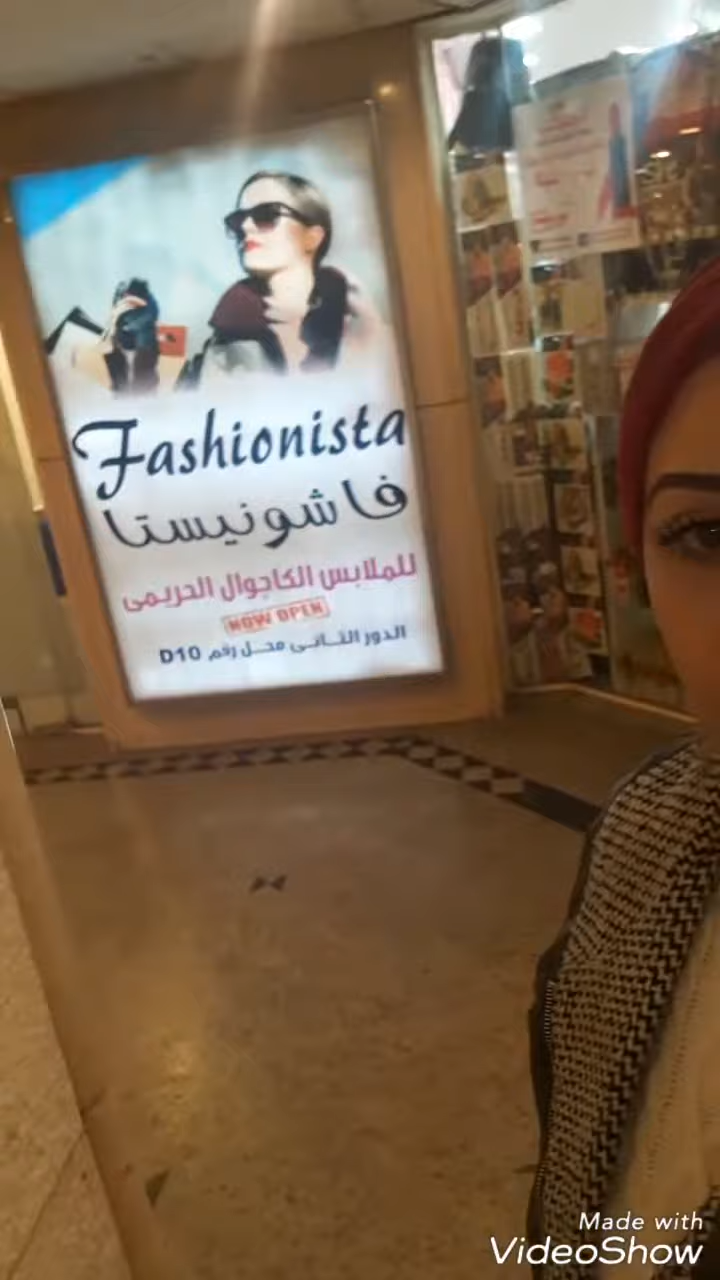 Fashionista
فاشونيستا
للملابس الكاجوال الحريمى
NOW OPEN
الدور الثانى محل رقم D10
Made with
VideoShow